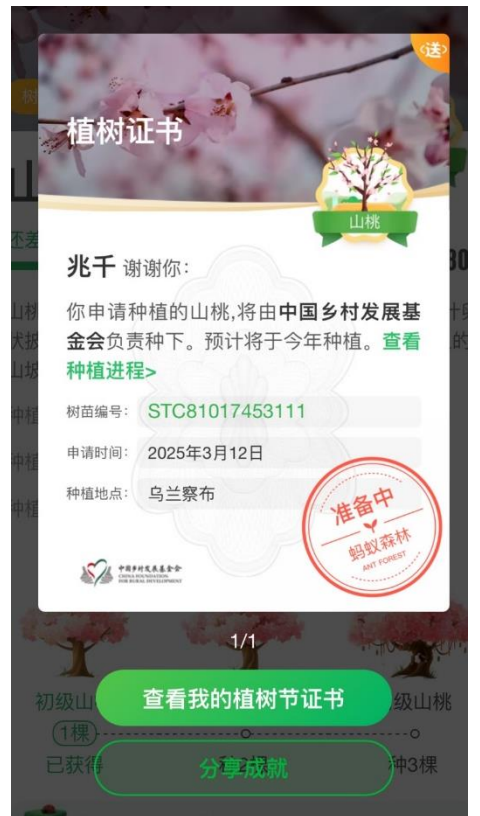 送
植树证书
山桃
兆千 谢谢你:
你申请种植的山桃,将由中国乡村发展基
金会负责种下。预计将于今年种植。查看
种植进程>
树苗编号: STC81017453111
申请时间: 2025年3月12日
种植地点: 乌兰察布
准备中
蚂蚁森林
ANT FOREST
中国乡村发展基金会
CHINA FOUNDATION
FOR RURAL DEVELOPMENT
1/1
查看我的植树节证书
初级山
级山桃
1棵
已获得
分享成就
种3棵